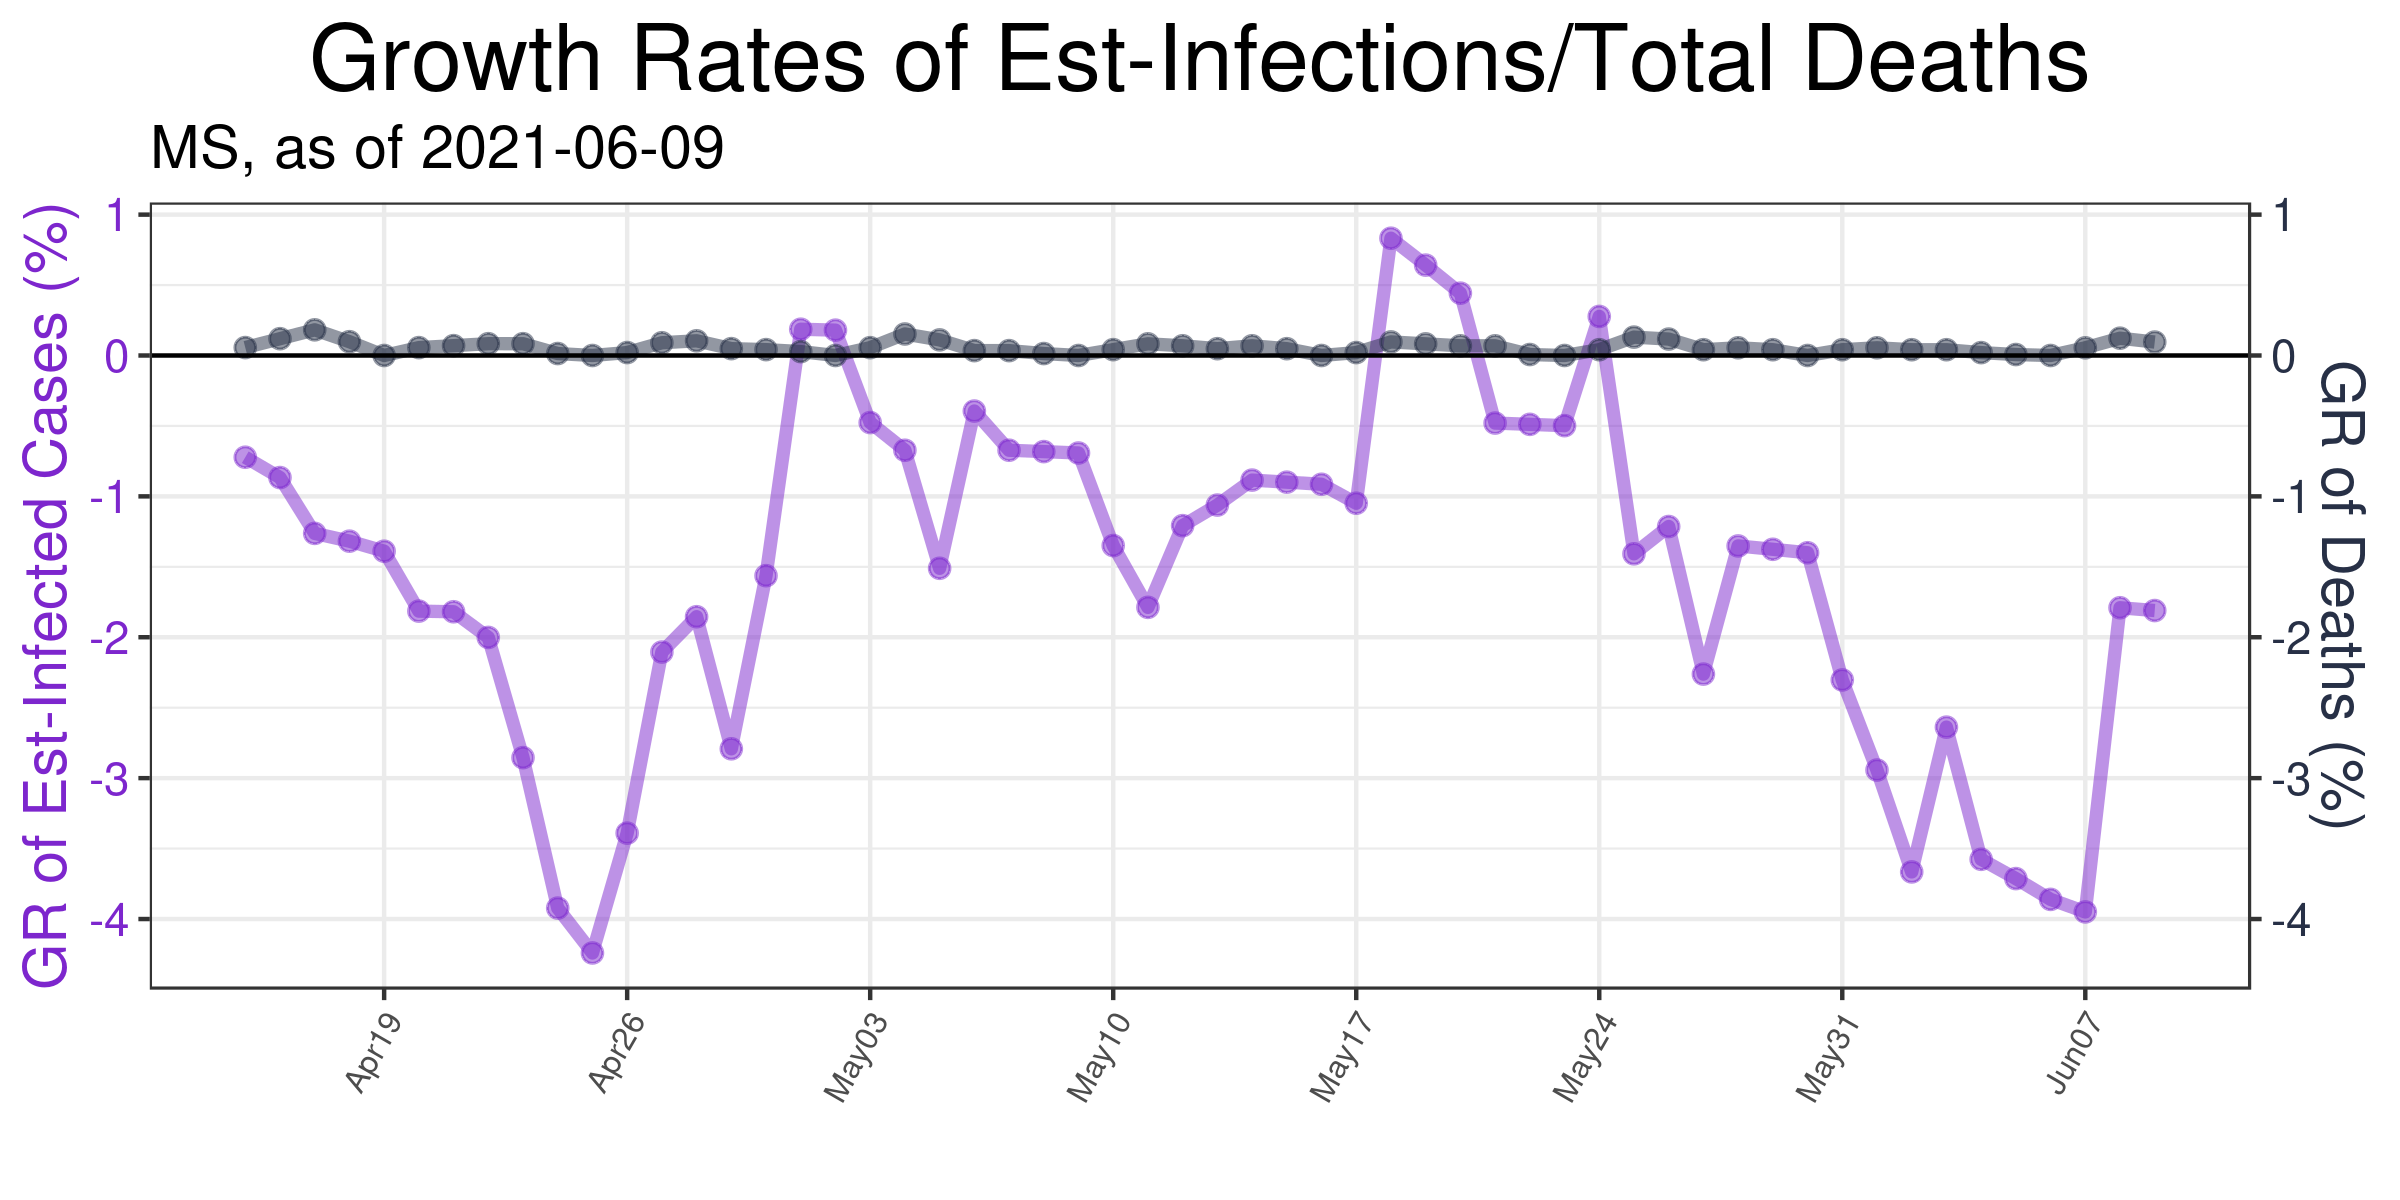 Growth Rates of Est-Infections/Total Deaths
MS, as of 2021-06-09
GR of Est-Infected Cases (%)
1
0
-1
-2
-3
-4
1
0
-1
-2
-3
-4
GR of Deaths (%)
Apr19
Apr26
May03
May10
May17
May24
May31
Jun07